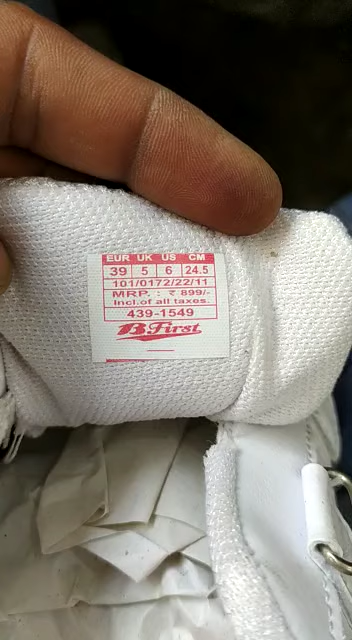 EUR UK US CM
39 5 6 24.5
101/0172/22/11
MRP. : ₹ 899/-
Incl.of all taxes.
439-1549
B First